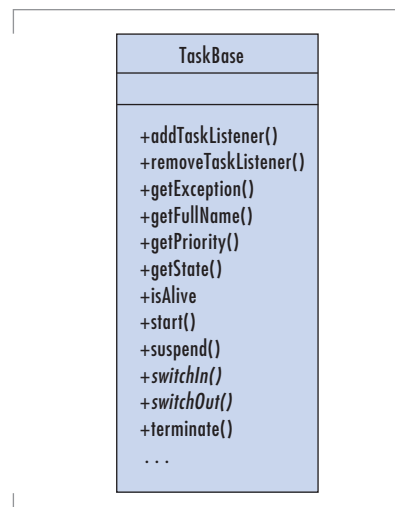 TaskBase
+addTaskListener()
+removeTaskListener()
+getException()
+getFullName()
+getPriority()
+getState()
+isAlive
+start()
+suspend()
+switchIn()
+switchOut()
+terminate()
...